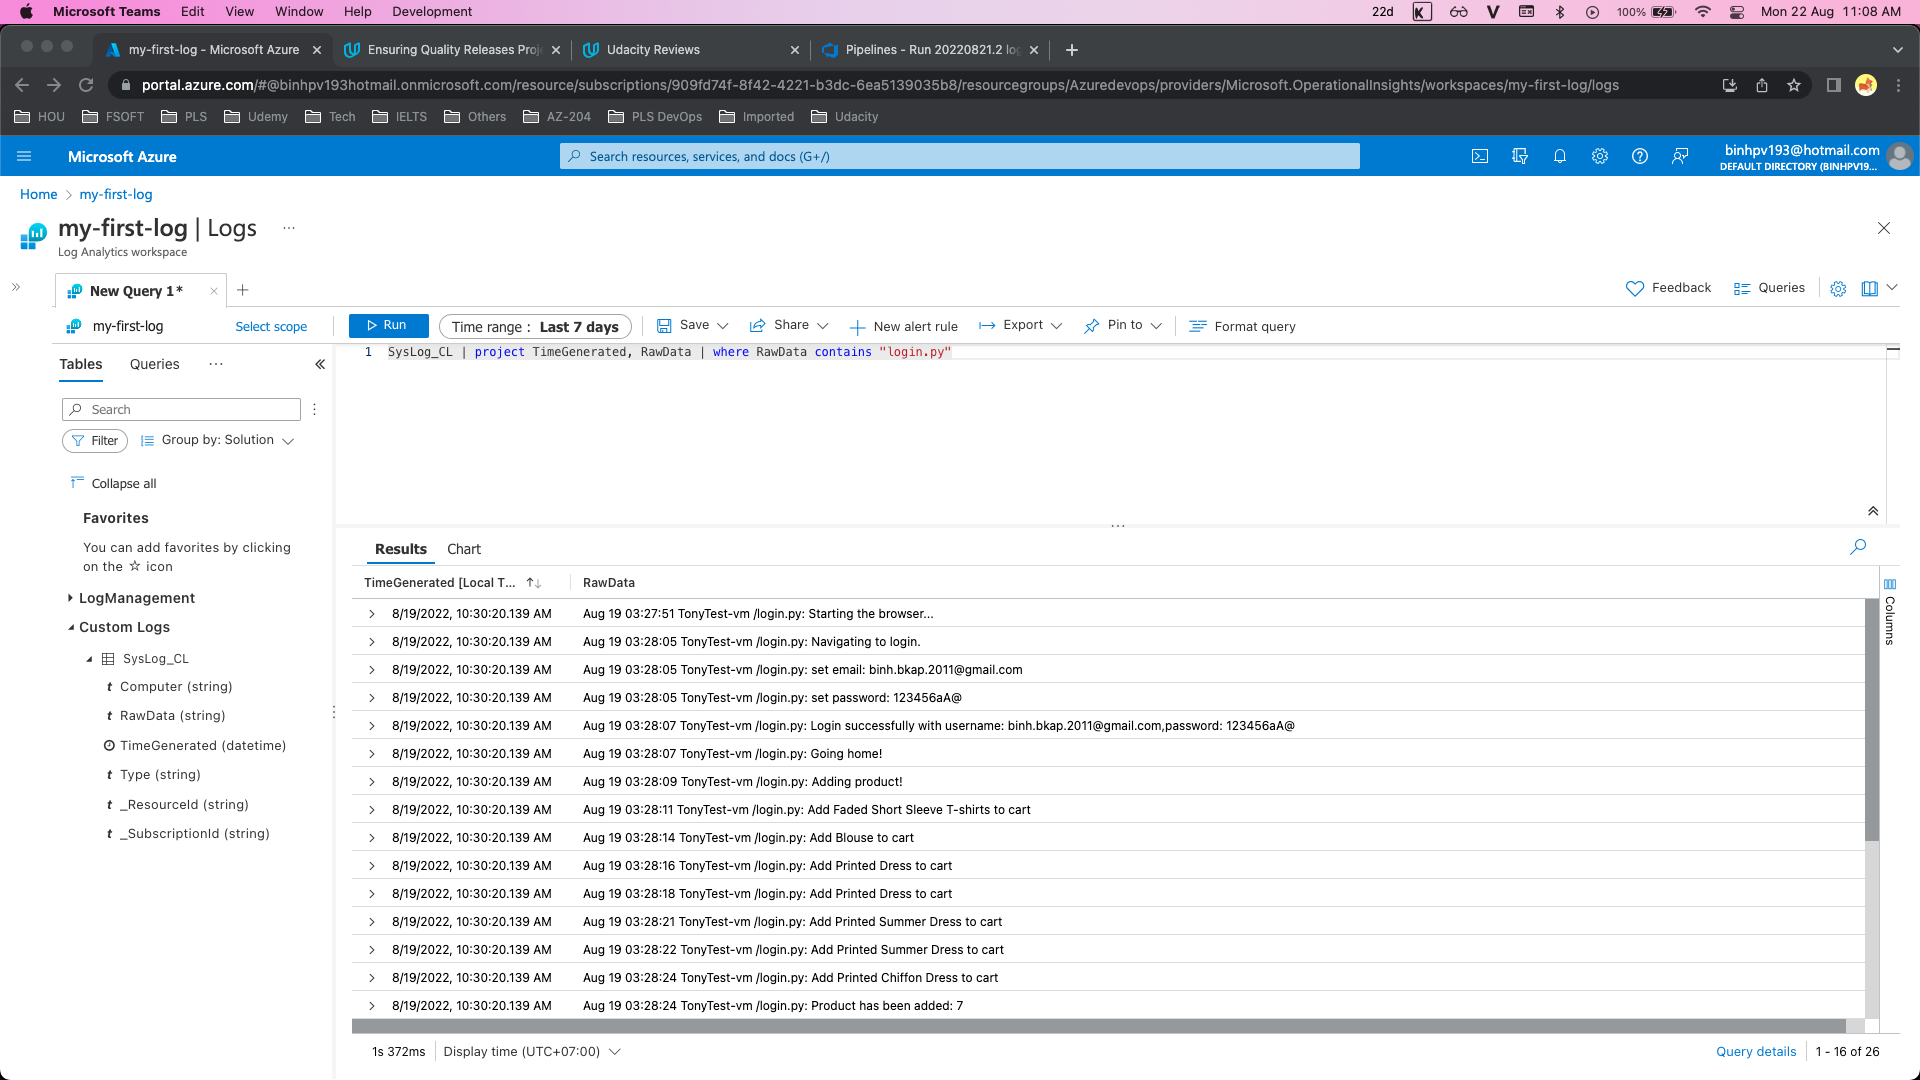 Microsoft Teams Edit View Window Help Development 22d 100% Mon 22 Aug 11:08 AM
my-first-log - Microsoft Azure Ensuring Quality Releases Proj Udacity Reviews Pipelines - Run 20220821.2 log
portal.azure.com/#@binhpv193hotmail.onmicrosoft.com/resource/subscriptions/909fd74f-8f42-4221-b3dc-6ea5139035b8/resourcegroups/Azuredevops/providers/Microsoft.OperationalInsights/workspaces/my-first-log/logs
HOU FSOFT PLS Udemy Tech IELTS Others AZ-204 PLS DevOps Imported Udacity
Microsoft Azure Search resources, services, and docs (G+/) binhpv193@hotmail.com
DEFAULT DIRECTORY (BINHPV19...
Home > my-first-log
my-first-log | Logs ...
Log Analytics workspace
New Query 1* Feedback Queries
my-first-log Select scope Run Time range : Last 7 days Save Share New alert rule Export Pin to Format query
1 SysLog_CL | project TimeGenerated, RawData | where RawData contains "login.py"
Tables Queries ...
Search
Filter Group by: Solution
Collapse all
Favorites
You can add favorites by clicking
on the ☆ icon
LogManagement
Custom Logs
SysLog_CL
t Computer (string)
t RawData (string)
TimeGenerated (datetime)
t Type (string)
t _ResourceId (string)
t _SubscriptionId (string)
Results Chart
TimeGenerated [Local T... ↑↓ RawData
Columns
8/19/2022, 10:30:20.139 AM Aug 19 03:27:51 TonyTest-vm /login.py: Starting the browser...
8/19/2022, 10:30:20.139 AM Aug 19 03:28:05 TonyTest-vm /login.py: Navigating to login.
8/19/2022, 10:30:20.139 AM Aug 19 03:28:05 TonyTest-vm /login.py: set email: binh.bkap.2011@gmail.com
8/19/2022, 10:30:20.139 AM Aug 19 03:28:05 TonyTest-vm /login.py: set password: 123456aA@
8/19/2022, 10:30:20.139 AM Aug 19 03:28:07 TonyTest-vm /login.py: Login successfully with username: binh.bkap.2011@gmail.com,password: 123456aA@
8/19/2022, 10:30:20.139 AM Aug 19 03:28:07 TonyTest-vm /login.py: Going home!
8/19/2022, 10:30:20.139 AM Aug 19 03:28:09 TonyTest-vm /login.py: Adding product!
8/19/2022, 10:30:20.139 AM Aug 19 03:28:11 TonyTest-vm /login.py: Add Faded Short Sleeve T-shirts to cart
8/19/2022, 10:30:20.139 AM Aug 19 03:28:14 TonyTest-vm /login.py: Add Blouse to cart
8/19/2022, 10:30:20.139 AM Aug 19 03:28:16 TonyTest-vm /login.py: Add Printed Dress to cart
8/19/2022, 10:30:20.139 AM Aug 19 03:28:18 TonyTest-vm /login.py: Add Printed Dress to cart
8/19/2022, 10:30:20.139 AM Aug 19 03:28:21 TonyTest-vm /login.py: Add Printed Summer Dress to cart
8/19/2022, 10:30:20.139 AM Aug 19 03:28:22 TonyTest-vm /login.py: Add Printed Summer Dress to cart
8/19/2022, 10:30:20.139 AM Aug 19 03:28:24 TonyTest-vm /login.py: Add Printed Chiffon Dress to cart
8/19/2022, 10:30:20.139 AM Aug 19 03:28:24 TonyTest-vm /login.py: Product has been added: 7
1s 372ms Display time (UTC+07:00) Query details 1 - 16 of 26